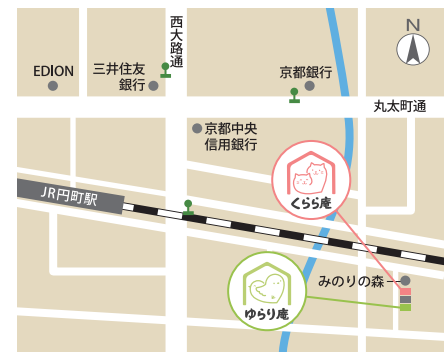 西大路通
N
EDION
三井住友
銀行
京都銀行
丸太町通
京都中央
信用銀行
JR円町駅
くらら庵
みのりの森
ゆらり庵